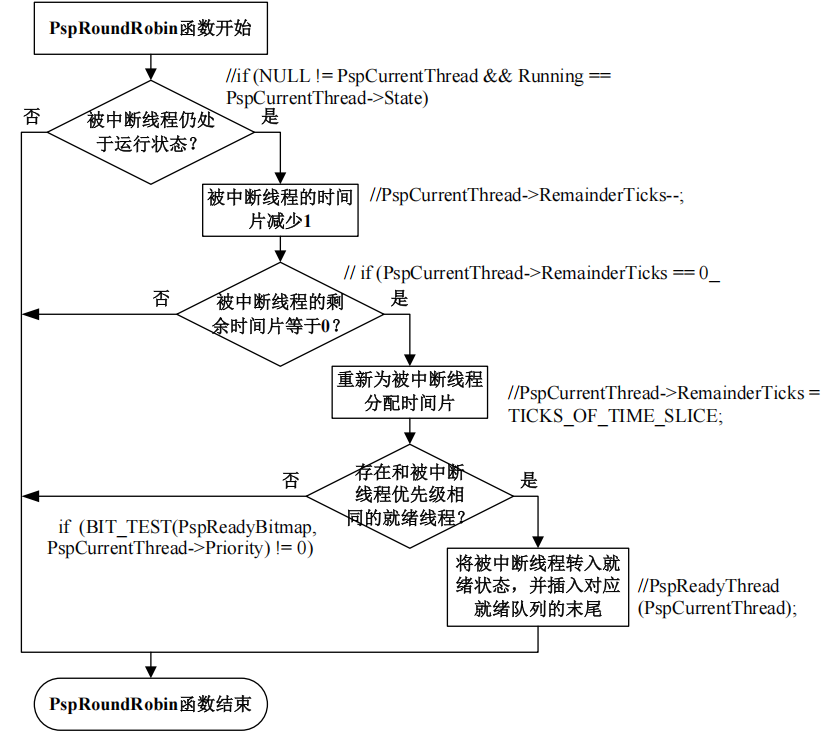 PspRoundRobin函数开始
//if (NULL != PspCurrentThread && Running ==
PspCurrentThread->State)
否
是
被中断线程仍处
于运行状态？
被中断线程的时间
片减少1
//PspCurrentThread->RemainderTicks--;
// if (PspCurrentThread->RemainderTicks == 0_
否
是
被中断线程的剩
余时间片等于0？
重新为被中断线程
分配时间片
//PspCurrentThread->RemainderTicks =
TICKS_OF_TIME_SLICE;
否
是
存在和被中断
线程优先级相
同的就绪线程？
if (BIT_TEST(PspReadyBitmap,
PspCurrentThread->Priority) != 0)
将被中断线程转入就
绪状态，并插入对应
就绪队列的末尾
//PspReadyThread
(PspCurrentThread);
PspRoundRobin函数结束